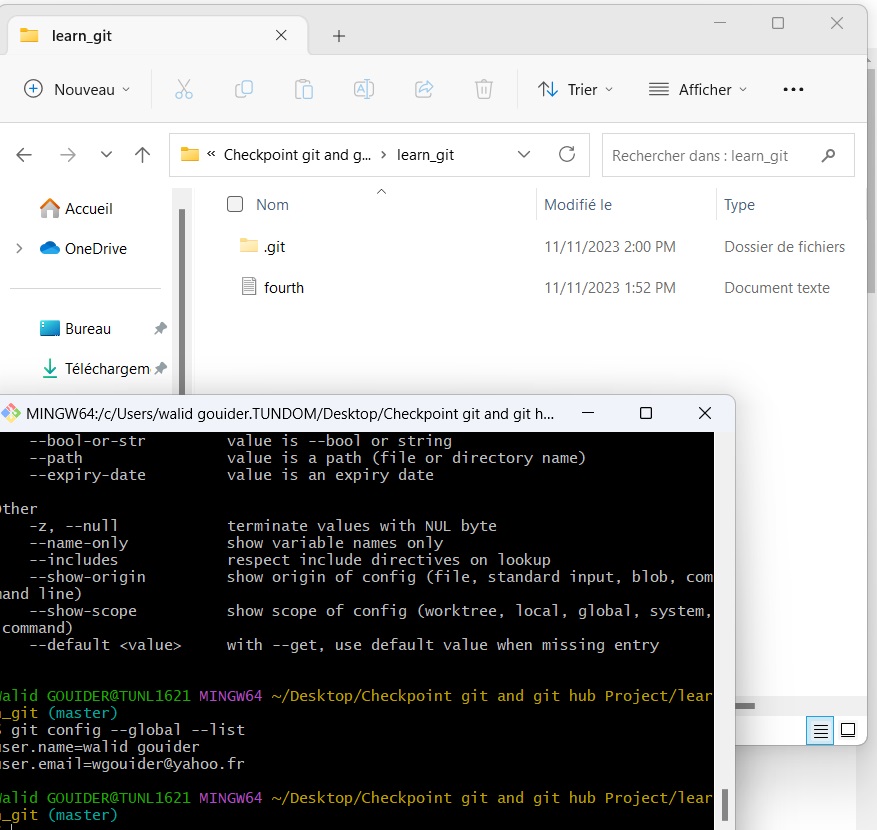 learn_git
Nouveau
Trier
Afficher
« Checkpoint git and g... › learn_git
Rechercher dans : learn_git
Accueil
OneDrive
Bureau
Téléchargem
Nom Modifié le Type
.git 11/11/2023 2:00 PM Dossier de fichiers
fourth 11/11/2023 1:52 PM Document texte
MINGW64:/c/Users/walid gouider.TUNDOM/Desktop/Checkpoint git and git h...
--bool-or-str value is --bool or string
--path value is a path (file or directory name)
--expiry-date value is an expiry date
Other
-z, --null terminate values with NUL byte
--name-only show variable names only
--includes respect include directives on lookup
--show-origin show origin of config (file, standard input, blob, com
mand line)
--show-scope show scope of config (worktree, local, global, system,
command)
--default <value> with --get, use default value when missing entry
Walid GOUIDER@TUNL1621 MINGW64 ~/Desktop/Checkpoint git and git hub Project/lear
n_git (master)
$ git config --global --list
user.name=walid gouider
user.email=wgouider@yahoo.fr
Walid GOUIDER@TUNL1621 MINGW64 ~/Desktop/Checkpoint git and git hub Project/lear
n_git (master)